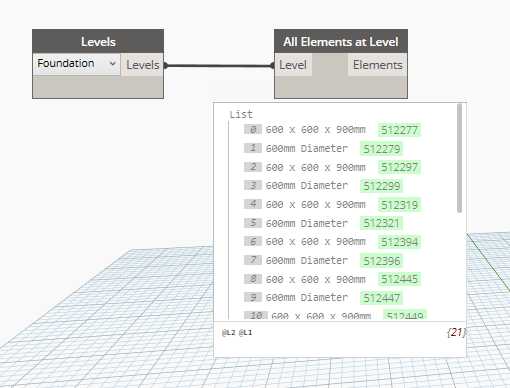 Levels
Foundation Levels
All Elements at Level
Level Elements
List
0 600 x 600 x 900mm 512277
1 600mm Diameter 512279
2 600 x 600 x 900mm 512297
3 600mm Diameter 512299
4 600 x 600 x 900mm 512319
5 600mm Diameter 512321
6 600 x 600 x 900mm 512394
7 600mm Diameter 512396
8 600 x 600 x 900mm 512445
9 600mm Diameter 512447
10 600 x 600 x 900mm 512449
@L2 @L1 {21}